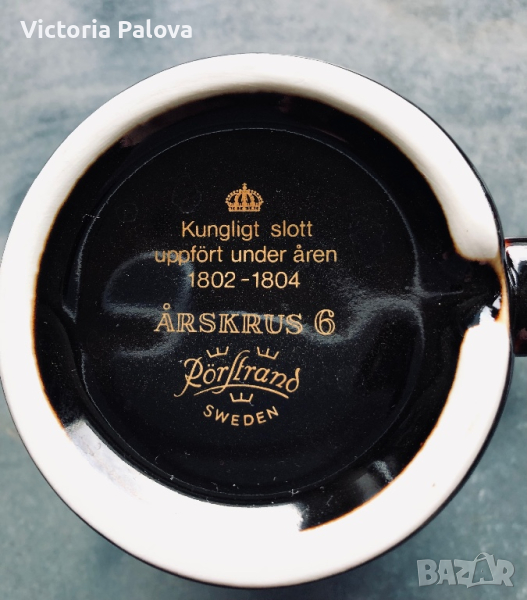 Victoria Palova
Kungligt slott
uppfört under åren
1802-1804
ÅRSKRUS 6
Rörstrand
SWEDEN
BAZAR